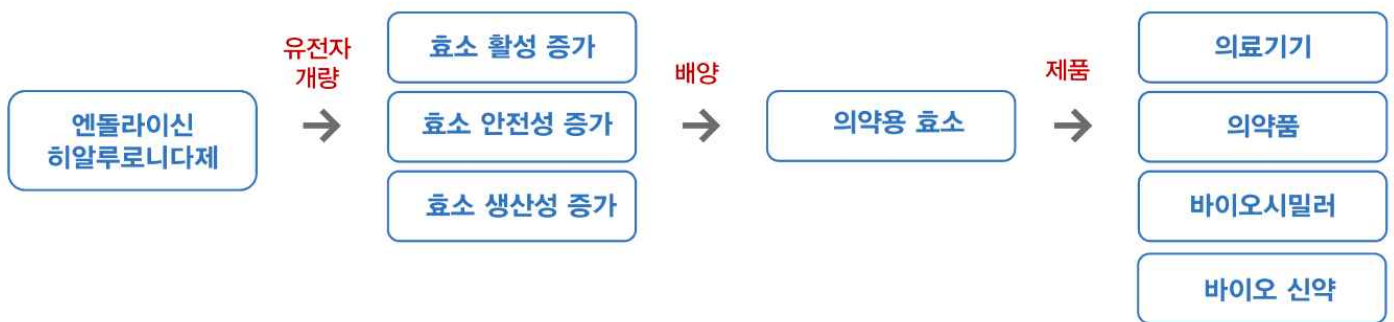 엔돌라이신
히알루로니다제
유전자
개량
효소 활성 증가
효소 안전성 증가
효소 생산성 증가
배양
의약용 효소
제품
의료기기
의약품
바이오시밀러
바이오 신약